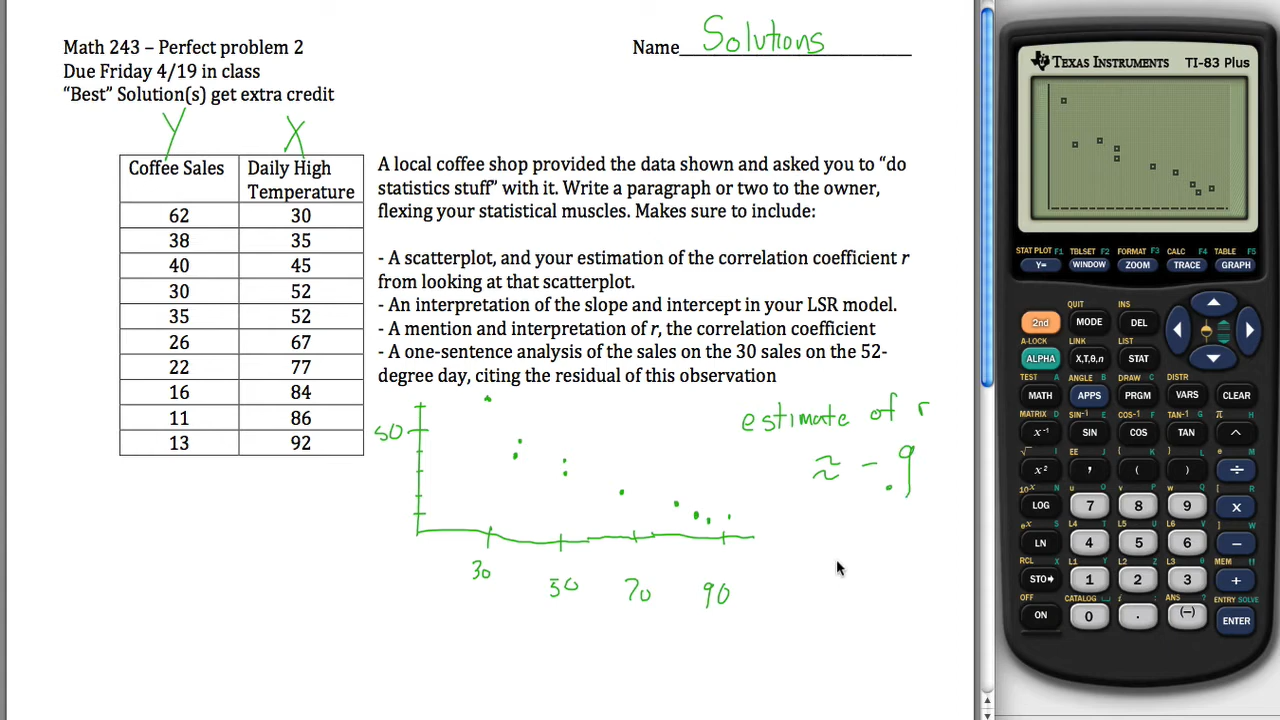 Math 243 – Perfect problem 2
Due Friday 4/19 in class
"Best" Solution(s) get extra credit
Name Solutions
Y X
Coffee Sales Daily High Temperature
62 30
38 35
40 45
30 52
35 52
26 67
22 77
16 84
11 86
13 92
A local coffee shop provided the data shown and asked you to "do
statistics stuff" with it. Write a paragraph or two to the owner,
flexing your statistical muscles. Makes sure to include:
- A scatterplot, and your estimation of the correlation coefficient r
from looking at that scatterplot.
- An interpretation of the slope and intercept in your LSR model.
- A mention and interpretation of r, the correlation coefficient
- A one-sentence analysis of the sales on the 30 sales on the 52-
degree day, citing the residual of this observation
50
30 50 70 90
estimate of r
≈ -.9
TEXAS INSTRUMENTS TI-83 Plus
STAT PLOT F1 TBLSET F2 FORMAT F3 CALC F4 TABLE F5
Y= WINDOW ZOOM TRACE GRAPH
QUIT INS
2nd MODE DEL
A-LOCK LINK LIST
ALPHA X,T,θ,n STAT
TEST A ANGLE B DRAW C DISTR
MATH APPS PRGM VARS CLEAR
MATRIX D SIN⁻¹ E COS⁻¹ F TAN⁻¹ G π H
x⁻¹ SIN COS TAN ^
√ I EE J { K } L e M
x² , ( ) ÷
10ˣ N u O v P w Q [ R
LOG 7 8 9 ×
eˣ S L4 T L5 U L6 V ] W
LN 4 5 6 −
RCL X L1 Y L2 Z L3 θ MEM "
STO▸ 1 2 3 +
OFF CATALOG i : ANS ? ENTRY SOLVE
ON 0 . (−) ENTER